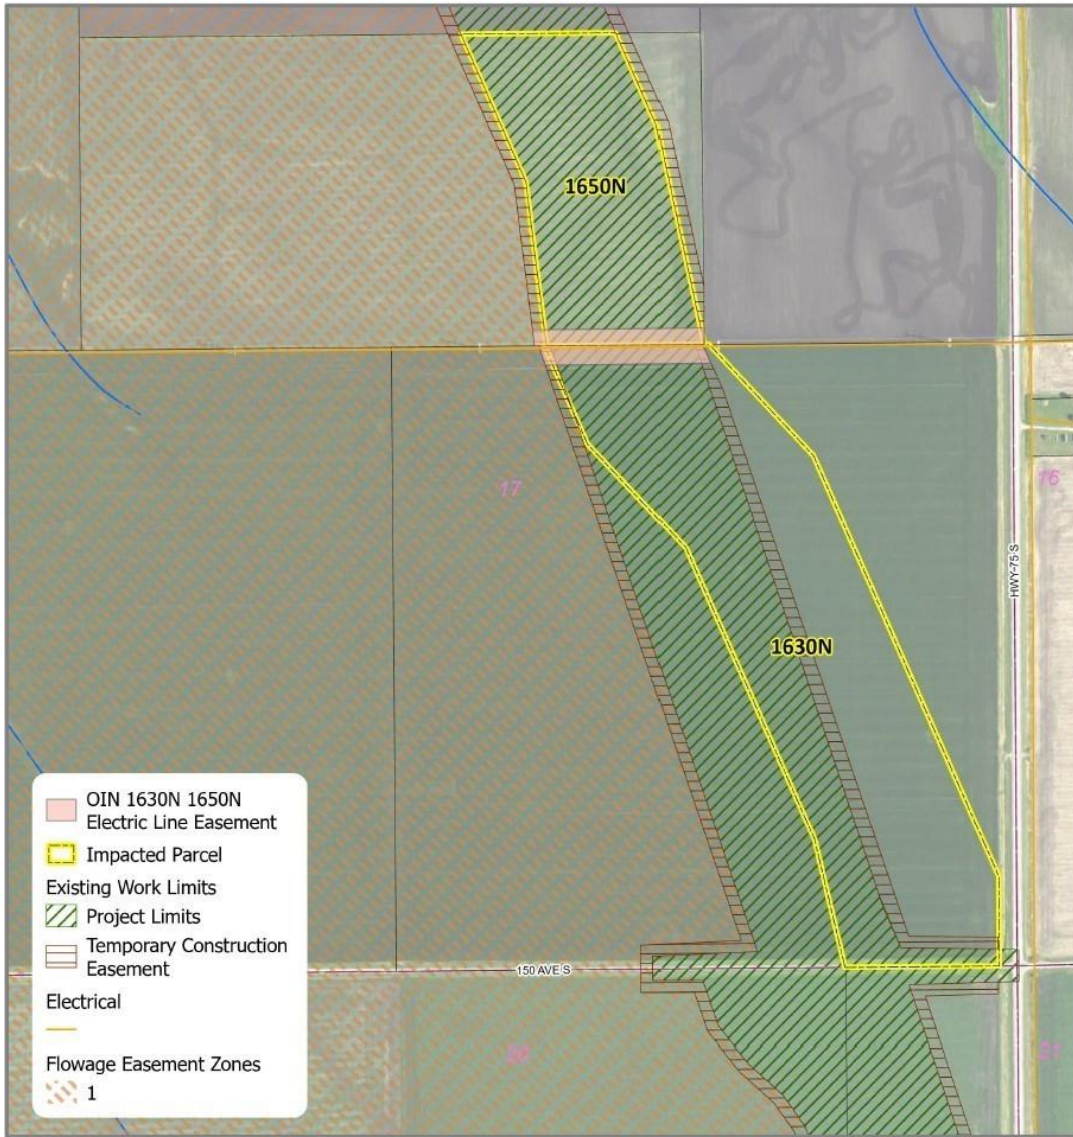 1650N
17
16
HWY-75 S
1630N
OIN 1630N 1650N
Electric Line Easement
Impacted Parcel
Existing Work Limits
Project Limits
Temporary Construction
Easement
Electrical
Flowage Easement Zones
1
150 AVE S
20
21